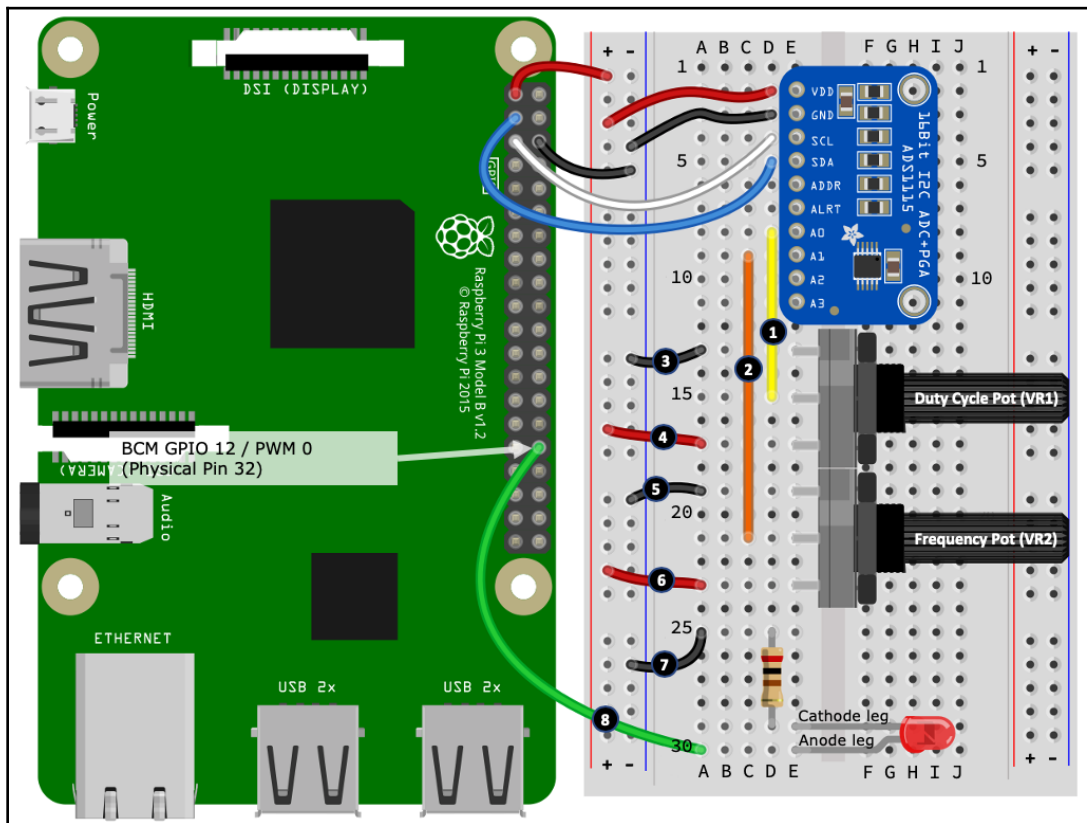 DSI (DISPLAY)
Power
HDMI
GPIO
Raspberry Pi 3 Model B v1.2
© Raspberry Pi 2015
BCM GPIO 12 / PWM 0
(Physical Pin 32)
Audio
ETHERNET
USB 2x
USB 2x
+ -
A B C D E
F G H I J
+ -
1
1
5
5
10
10
15
20
25
30
VDD
GND
SCL
SDA
ADDR
ALRT
A0
A1
A2
A3
16Bit I2C ADC+PGA
ADS1115
1
2
3
4
5
6
7
8
Duty Cycle Pot (VR1)
Frequency Pot (VR2)
Cathode leg
Anode leg
+ -
A B C D E
F G H I J
+ -